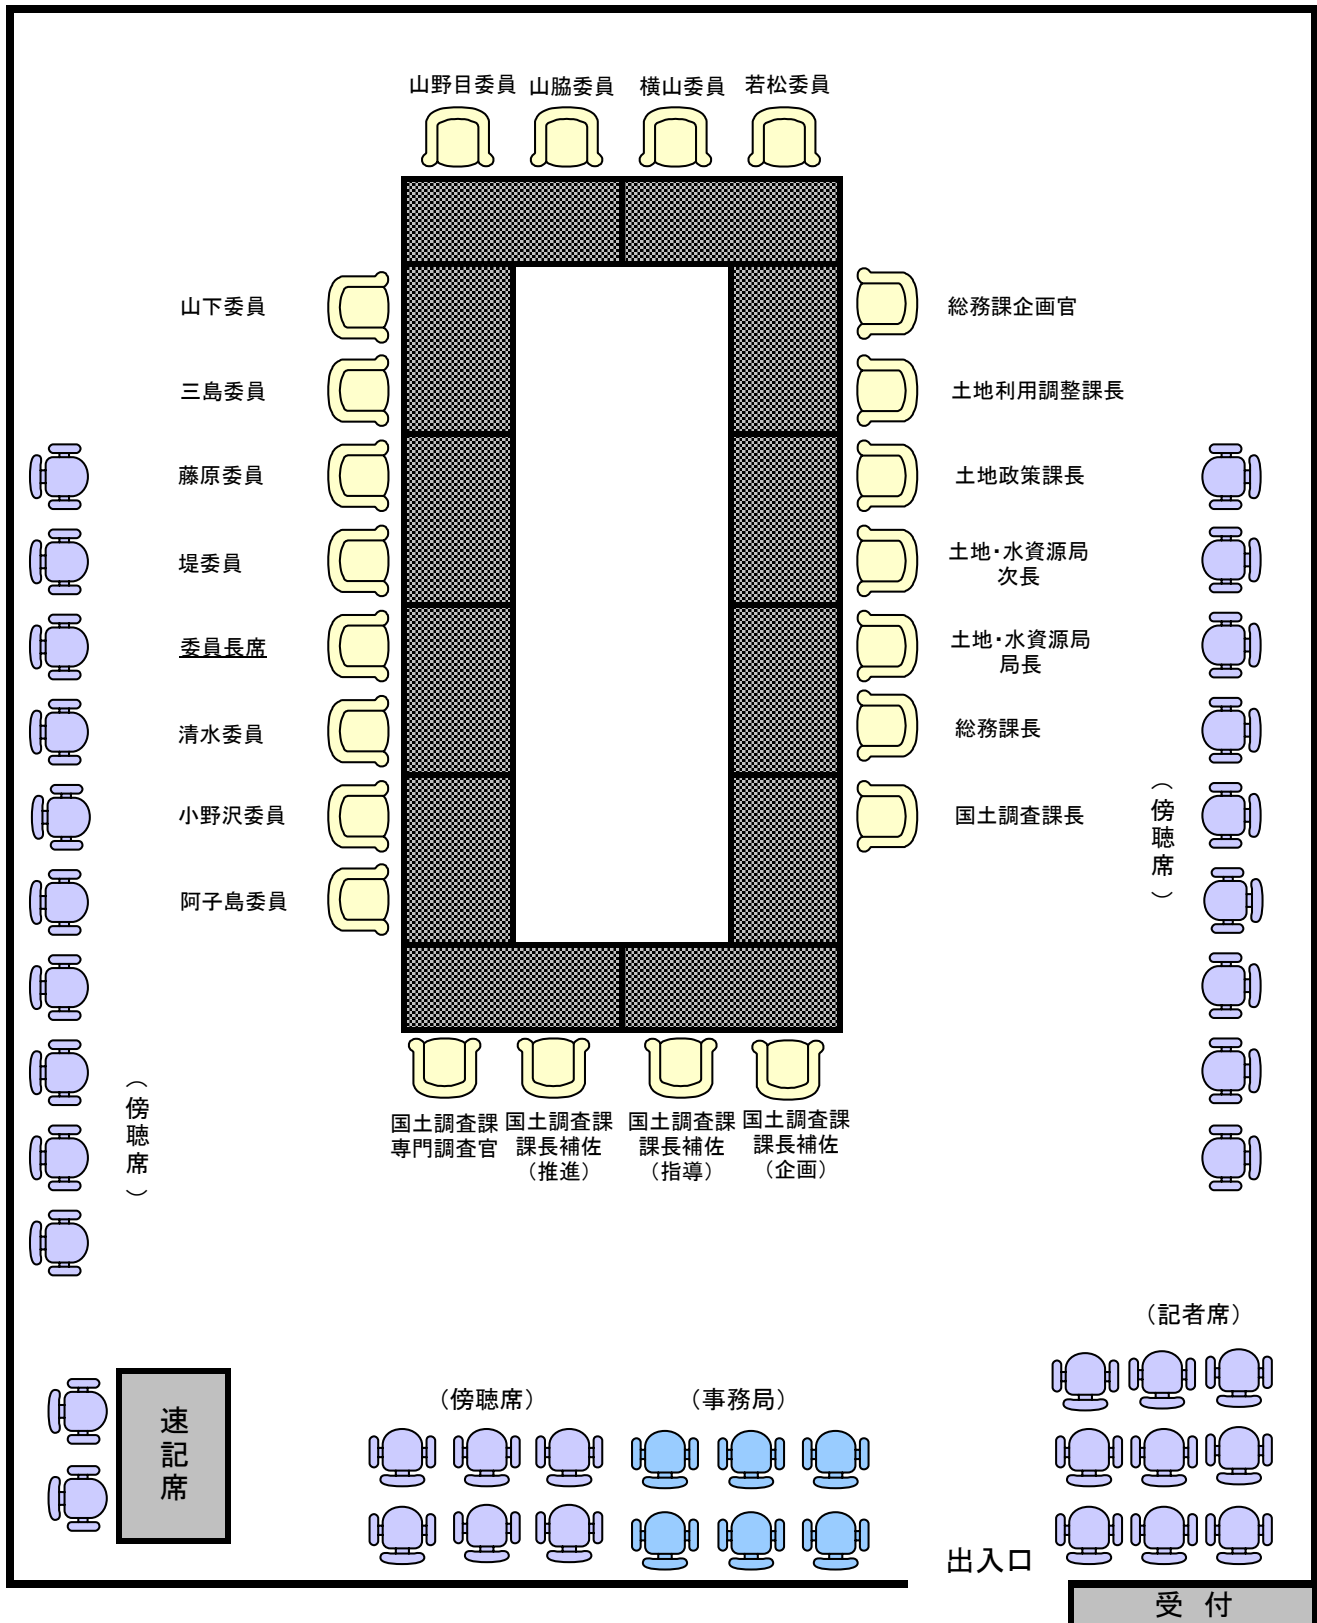 山野目委員 山脇委員 横山委員 若松委員
山下委員
三島委員
藤原委員
堤委員
委員長席
清水委員
小野沢委員
阿子島委員
総務課企画官
土地利用調整課長
土地政策課長
土地・水資源局
次長
土地・水資源局
局長
総務課長
国土調査課長
（傍聴席）
（傍聴席）
国土調査課
専門調査官
国土調査課
課長補佐
（推進）
国土調査課
課長補佐
（指導）
国土調査課
課長補佐
（企画）
（記者席）
速記席
（傍聴席）
（事務局）
出入口
受 付